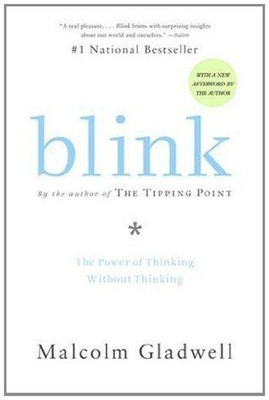 "A real pleasure. . . . Blink brims with surprising insights
about our world and ourselves." —Salon
#1 National Bestseller
WITH A NEW
AFTERWORD BY
THE AUTHOR
blink
By the author of THE TIPPING POINT
*
The Power of Thinking
Without Thinking
Malcolm Gladwell